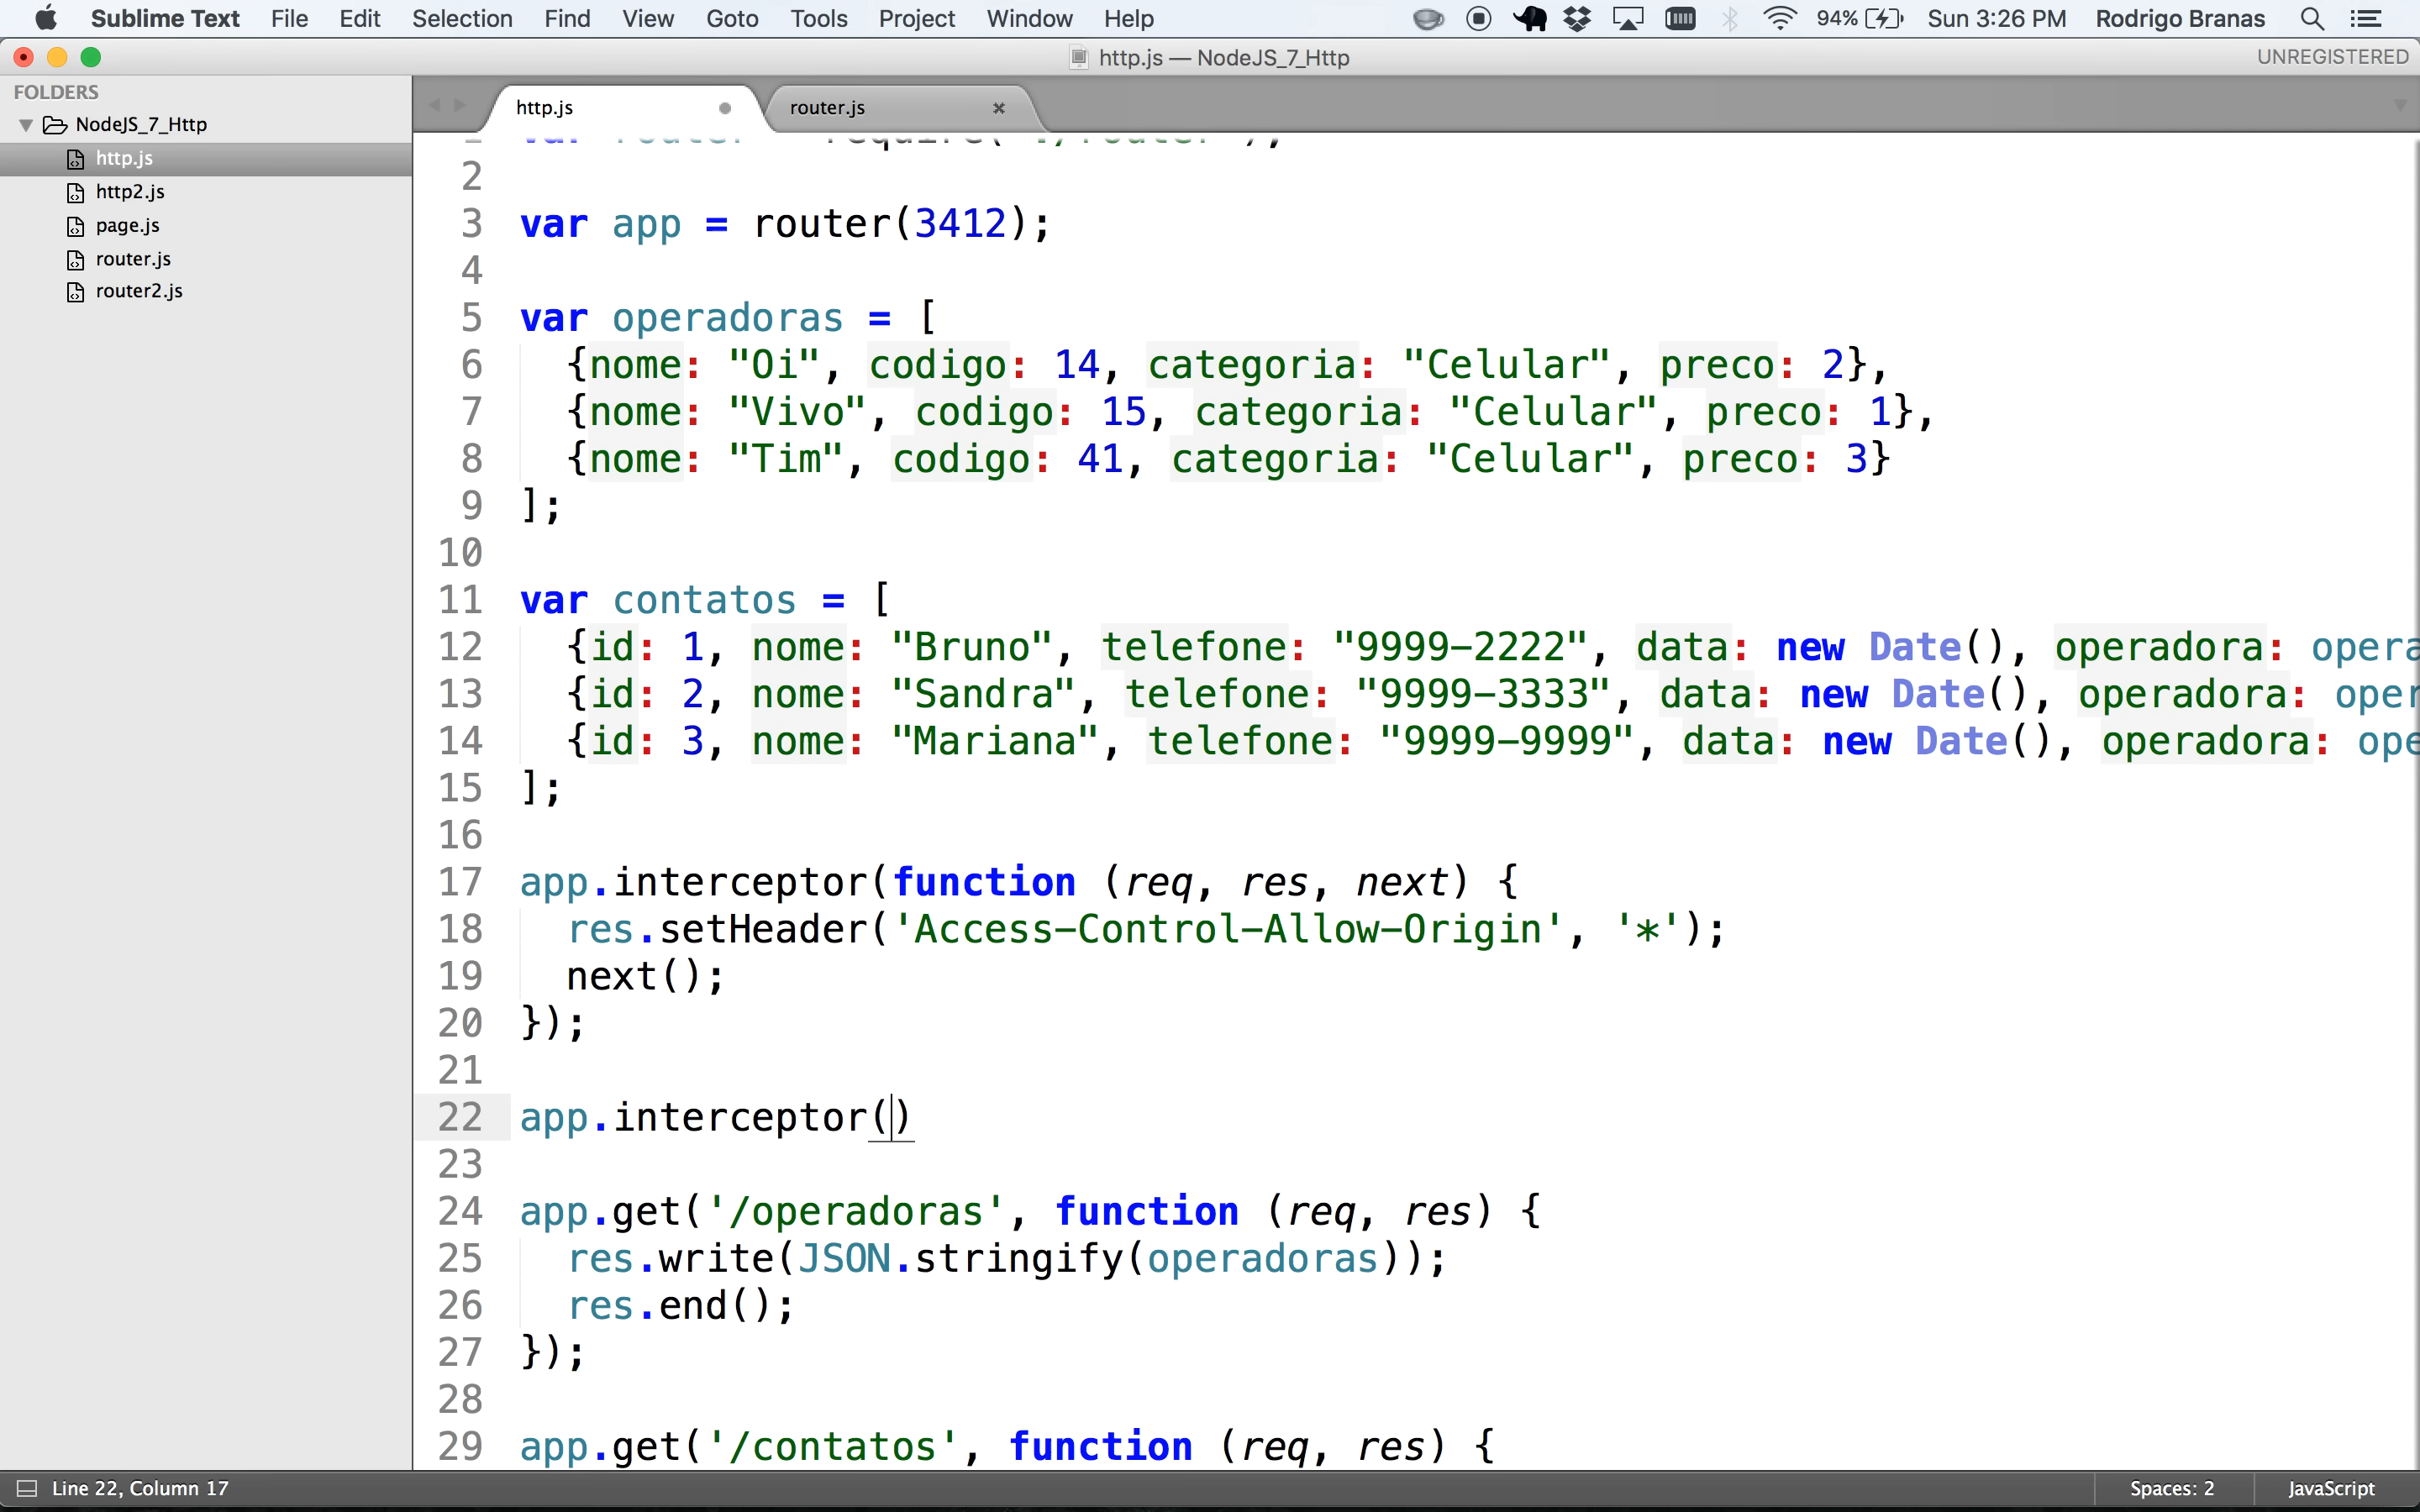 Sublime Text File Edit Selection Find View Goto Tools Project Window Help 94% Sun 3:26 PM Rodrigo Branas
http.js — NodeJS_7_Http UNREGISTERED
FOLDERS
NodeJS_7_Http
http.js
http2.js
page.js
router.js
router2.js
http.js router.js ×
2
3 var app = router(3412);
4
5 var operadoras = [
6 {nome: "Oi", codigo: 14, categoria: "Celular", preco: 2},
7 {nome: "Vivo", codigo: 15, categoria: "Celular", preco: 1},
8 {nome: "Tim", codigo: 41, categoria: "Celular", preco: 3}
9 ];
10
11 var contatos = [
12 {id: 1, nome: "Bruno", telefone: "9999-2222", data: new Date(), operadora: opera
13 {id: 2, nome: "Sandra", telefone: "9999-3333", data: new Date(), operadora: oper
14 {id: 3, nome: "Mariana", telefone: "9999-9999", data: new Date(), operadora: ope
15 ];
16
17 app.interceptor(function (req, res, next) {
18 res.setHeader('Access-Control-Allow-Origin', '*');
19 next();
20 });
21
22 app.interceptor()
23
24 app.get('/operadoras', function (req, res) {
25 res.write(JSON.stringify(operadoras));
26 res.end();
27 });
28
29 app.get('/contatos', function (req, res) {
Line 22, Column 17 Spaces: 2 JavaScript